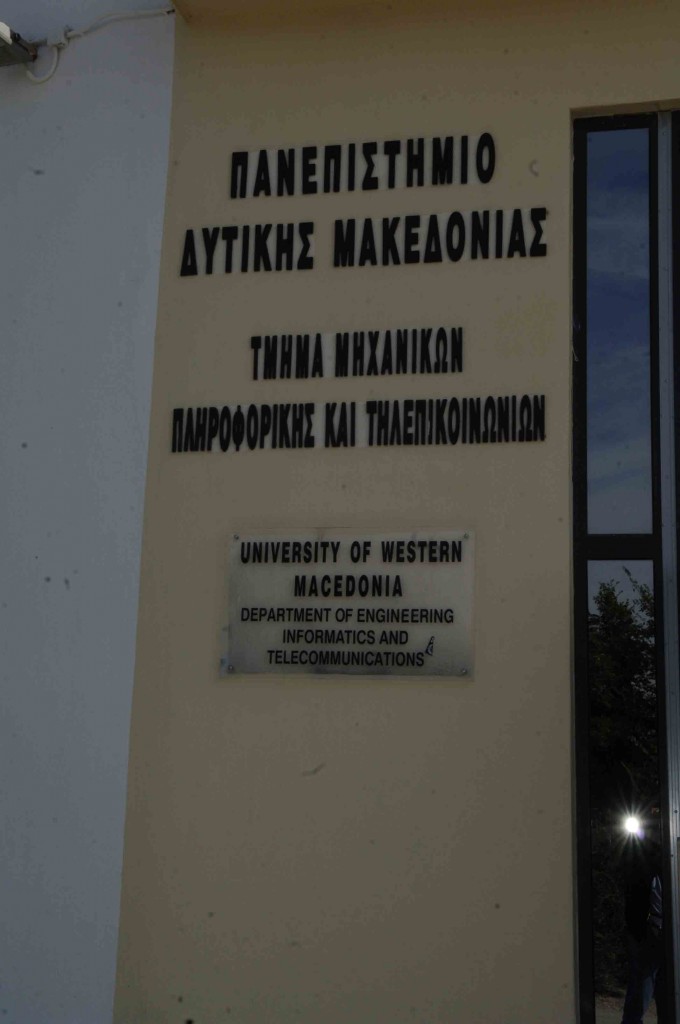 ΠΑΝΕΠΙΣΤΗΜΙΟ
ΔΥΤΙΚΗΣ ΜΑΚΕΔΟΝΙΑΣ
ΤΜΗΜΑ ΜΗΧΑΝΙΚΩΝ
ΠΛΗΡΟΦΟΡΙΚΗΣ ΚΑΙ ΤΗΛΕΠΙΚΟΙΝΩΝΙΩΝ
UNIVERSITY OF WESTERN
MACEDONIA
DEPARTMENT OF ENGINEERING
INFORMATICS AND
TELECOMMUNICATIONS